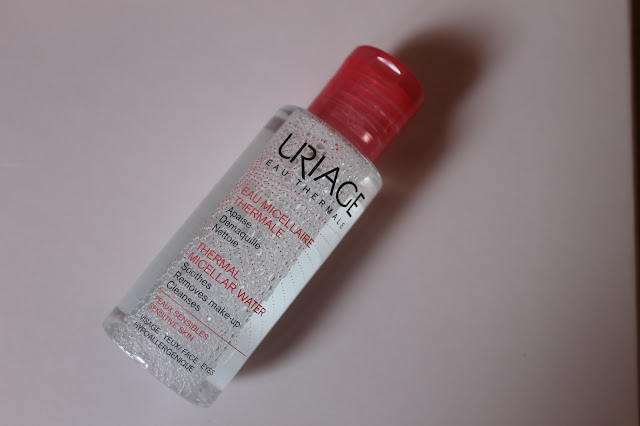 URIAGE
EAU THERMALE
EAU MICELLAIRE
THERMALE
Apaise
Démaquille
Nettoie
THERMAL
MICELLAR WATER
Soothes
Removes make-up
Cleanses
PEAUX SENSIBLES
SENSITIVE SKIN
VISAGE YEUX/FACE EYES
HYPOALLERGENIQUE